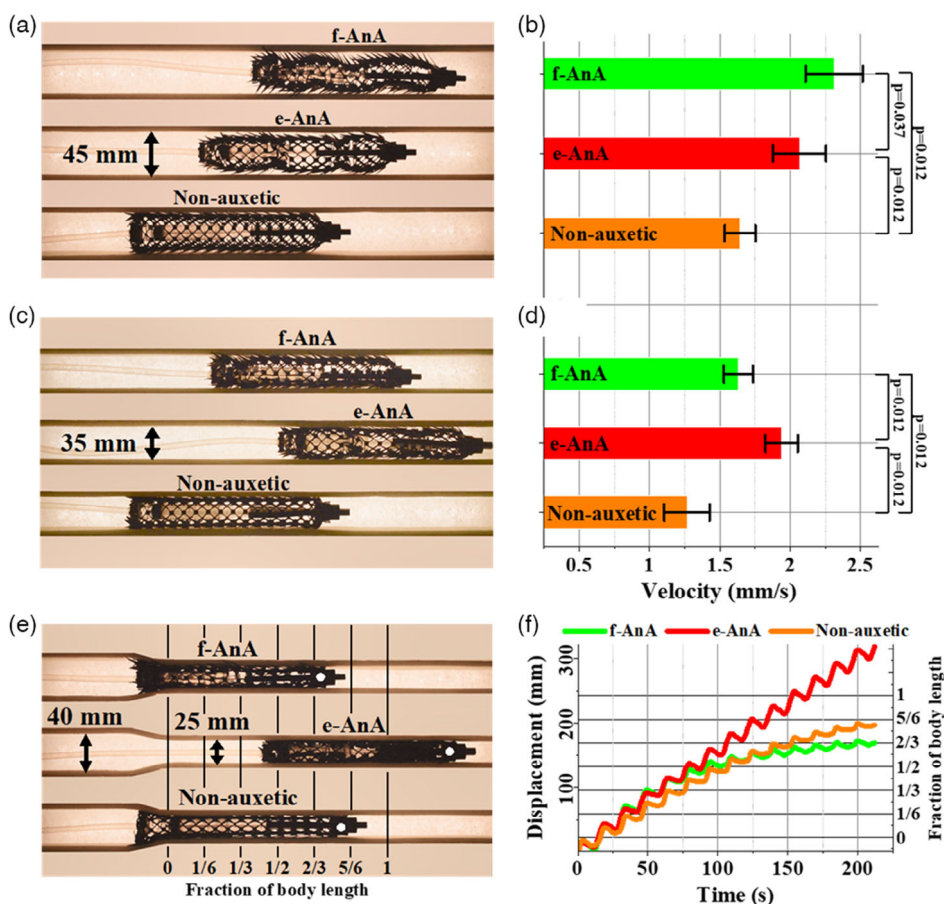 (a)
f-AnA
e-AnA
45 mm
Non-auxetic
(b)
f-AnA
e-AnA
Non-auxetic
p=0.037
p=0.012
p=0.012
(c)
f-AnA
e-AnA
35 mm
Non-auxetic
(d)
f-AnA
e-AnA
Non-auxetic
p=0.012
p=0.012
p=0.012
0.5 1 1.5 2 2.5
Velocity (mm/s)
(e)
f-AnA
40 mm
25 mm
e-AnA
Non-auxetic
0 1/6 1/3 1/2 2/3 5/6 1
Fraction of body length
(f)
f-AnA e-AnA Non-auxetic
300
200
100
Displacement (mm)
1
5/6
2/3
1/2
1/3
1/6
0
Fraction of body length
0 50 100 150 200
Time (s)